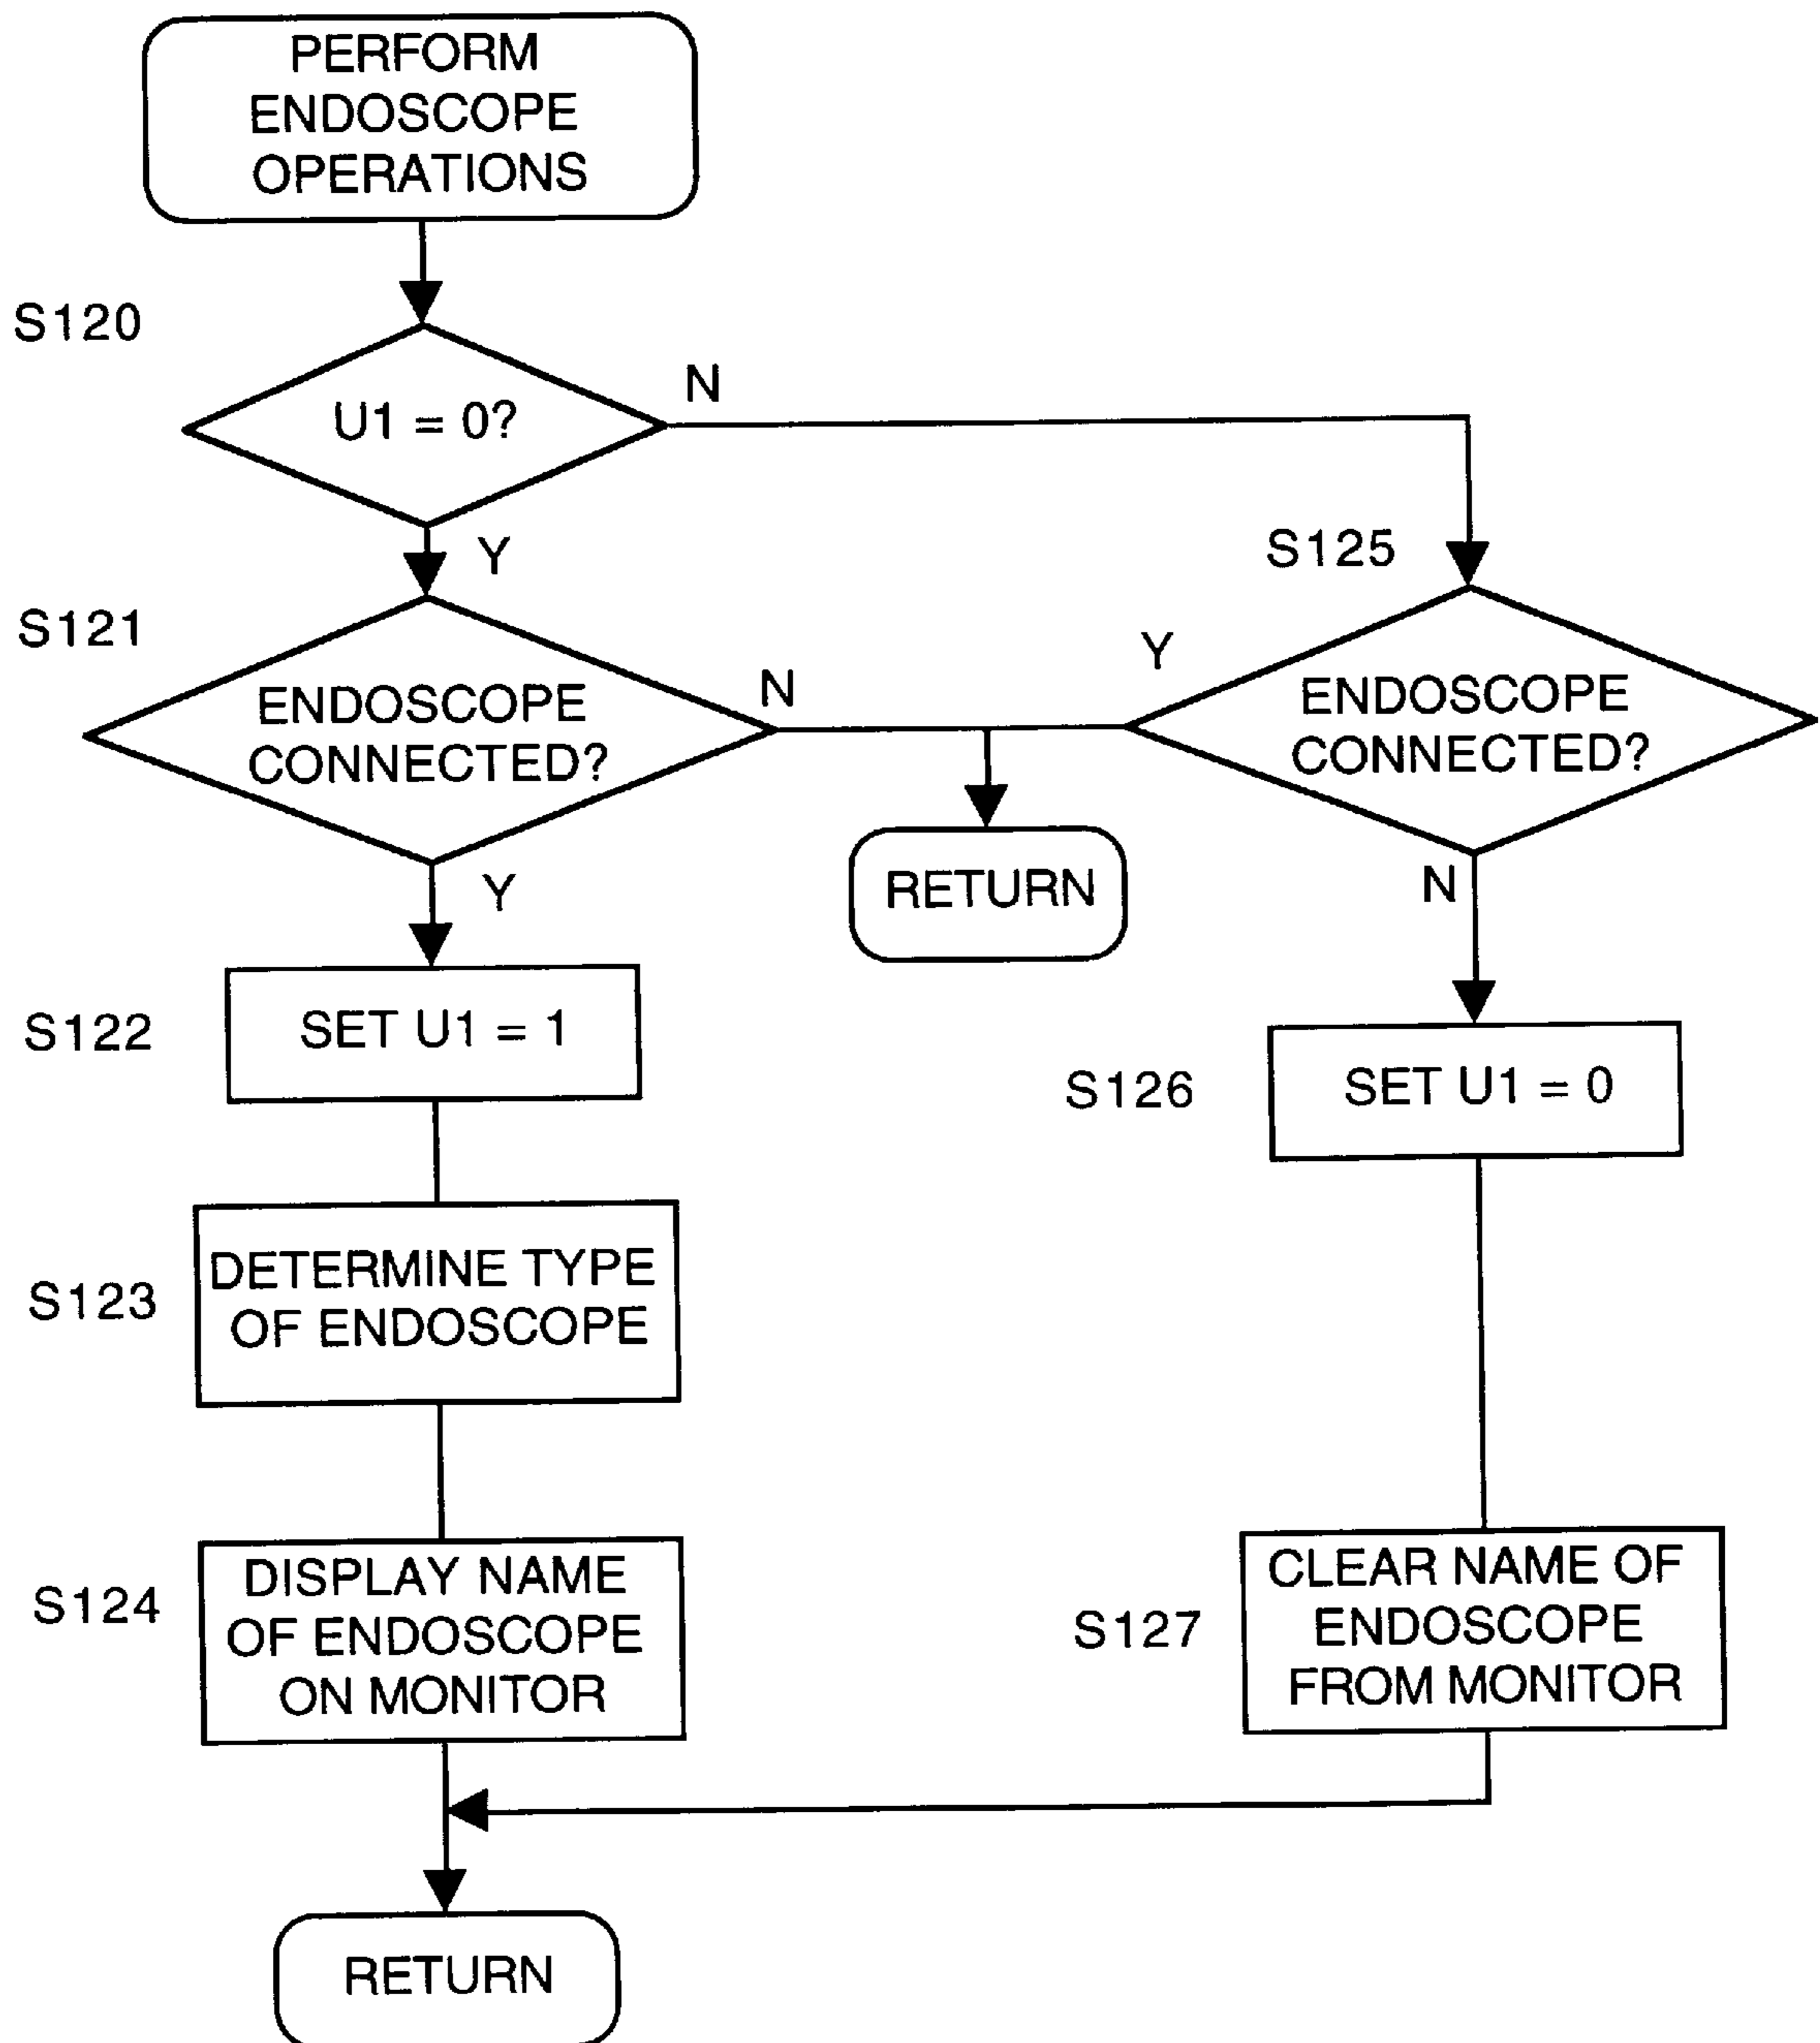 PERFORM
ENDOSCOPE
OPERATIONS
S120
U1 = 0?
N
Y
S125
S121
ENDOSCOPE
CONNECTED?
N
Y
ENDOSCOPE
CONNECTED?
RETURN
Y
N
S122
SET U1 = 1
S126
SET U1 = 0
S123
DETERMINE TYPE
OF ENDOSCOPE
S124
DISPLAY NAME
OF ENDOSCOPE
ON MONITOR
S127
CLEAR NAME OF
ENDOSCOPE
FROM MONITOR
RETURN